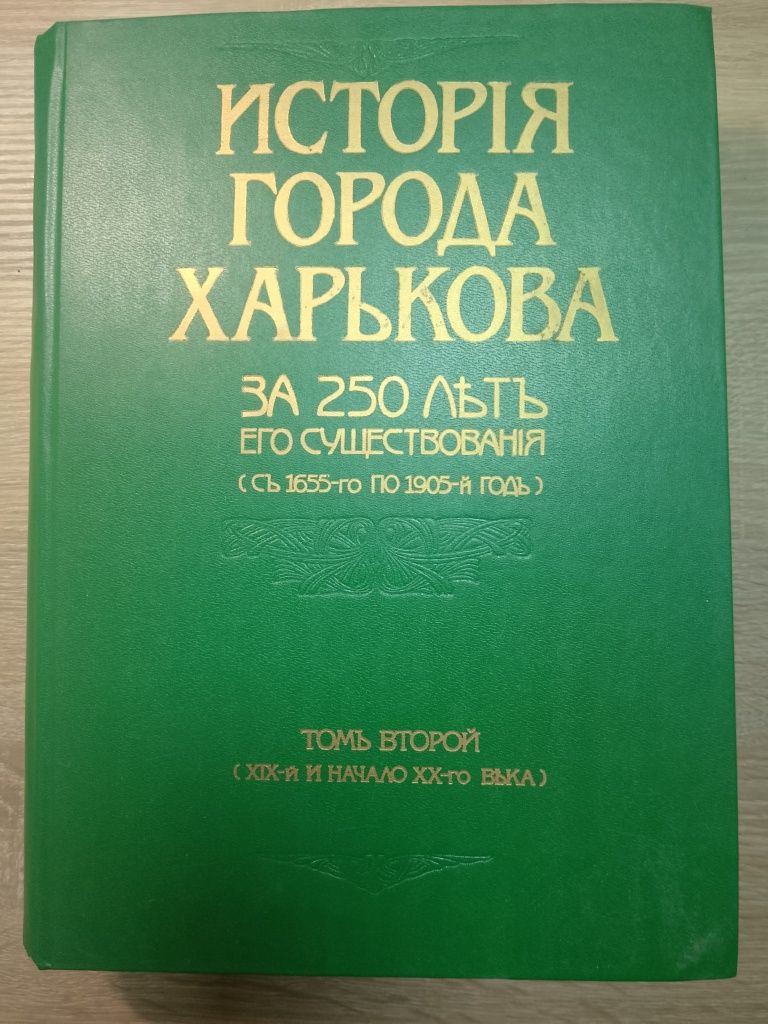 ИСТОРІЯ
ГОРОДА
ХАРЬКОВА
ЗА 250 ЛѢТЪ
ЕГО СУЩЕСТВОВАНІЯ
(СЪ 1655-го ПО 1905-й ГОДЪ)
ТОМЪ ВТОРОЙ
(XIX-й И НАЧАЛО XX-го ВѢКА)